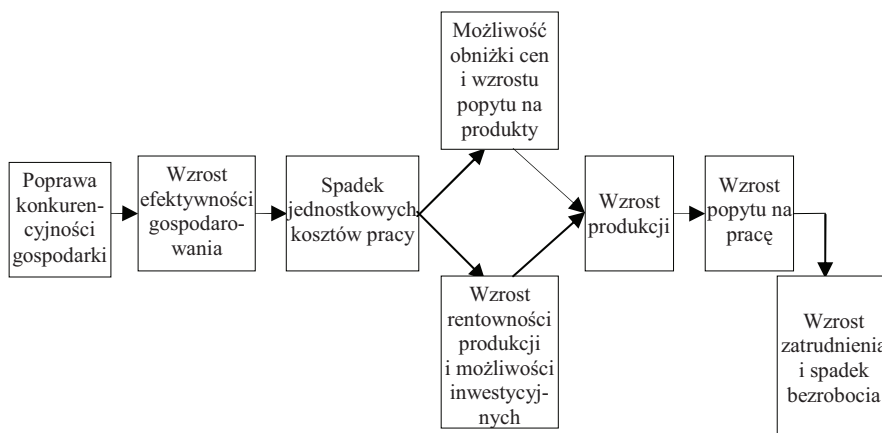 Poprawa
konkuren-
cyjności
gospodarki
Wzrost
efektywności
gospodaro-
wania
Spadek
jednostkowych
kosztów pracy
Możliwość
obniżki cen
i wzrostu
popytu na
produkty
Wzrost
rentowności
produkcji
i możliwości
inwestycyj-
nych
Wzrost
produkcji
Wzrost
popytu na
pracę
Wzrost
zatrudnienia
i spadek
bezrobocia